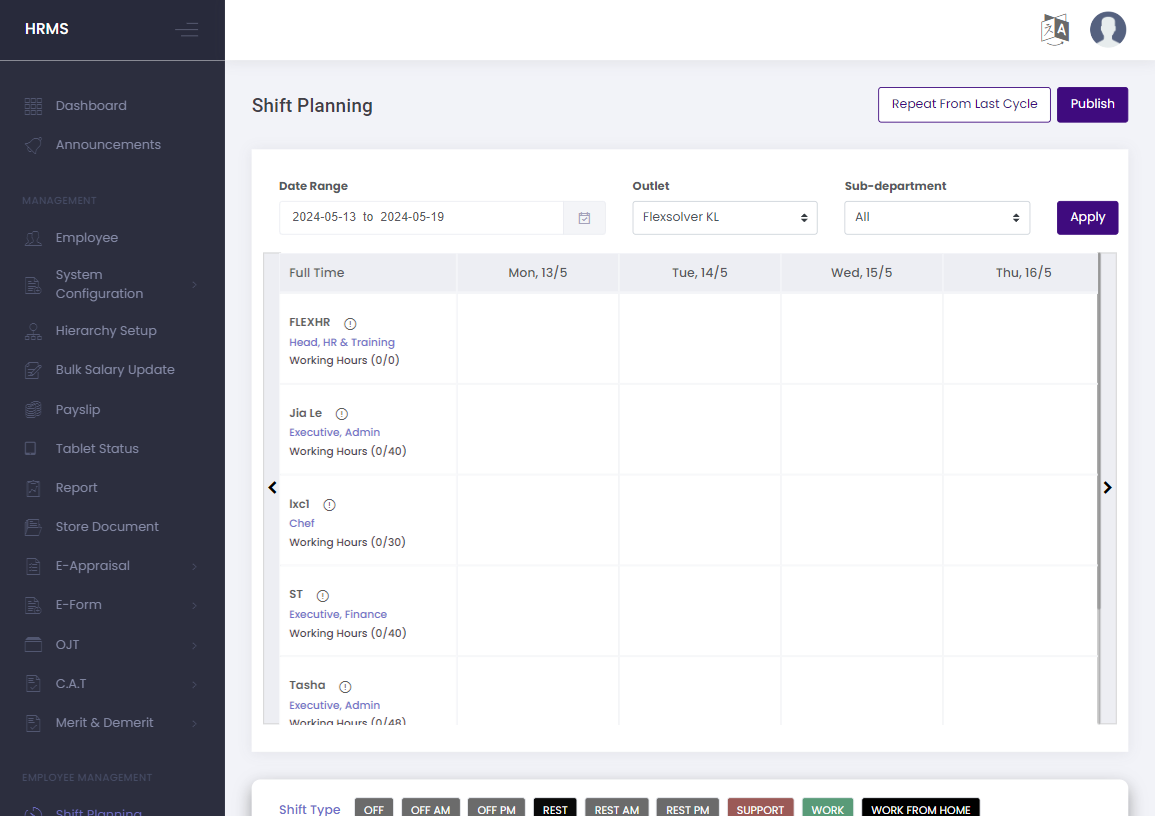 HRMS
Dashboard
Announcements
MANAGEMENT
Employee
System
Configuration
Hierarchy Setup
Bulk Salary Update
Payslip
Tablet Status
Report
Store Document
E-Appraisal
E-Form
OJT
C.A.T
Merit & Demerit
EMPLOYEE MANAGEMENT
Shift Planning
A
Shift Planning
Repeat From Last Cycle
Publish
Date Range
Outlet
Sub-department
2024-05-13 to 2024-05-19
Flexsolver KL
All
Apply
Full Time
Mon, 13/5
Tue, 14/5
Wed, 15/5
Thu, 16/5
FLEXHR
Head, HR & Training
Working Hours (0/0)
Jia Le
Executive, Admin
Working Hours (0/40)
lxc1
Chef
Working Hours (0/30)
ST
Executive, Finance
Working Hours (0/40)
Tasha
Executive, Admin
Working Hours (0/48)
Shift Type
OFF
OFF AM
OFF PM
REST
REST AM
REST PM
SUPPORT
WORK
WORK FROM HOME